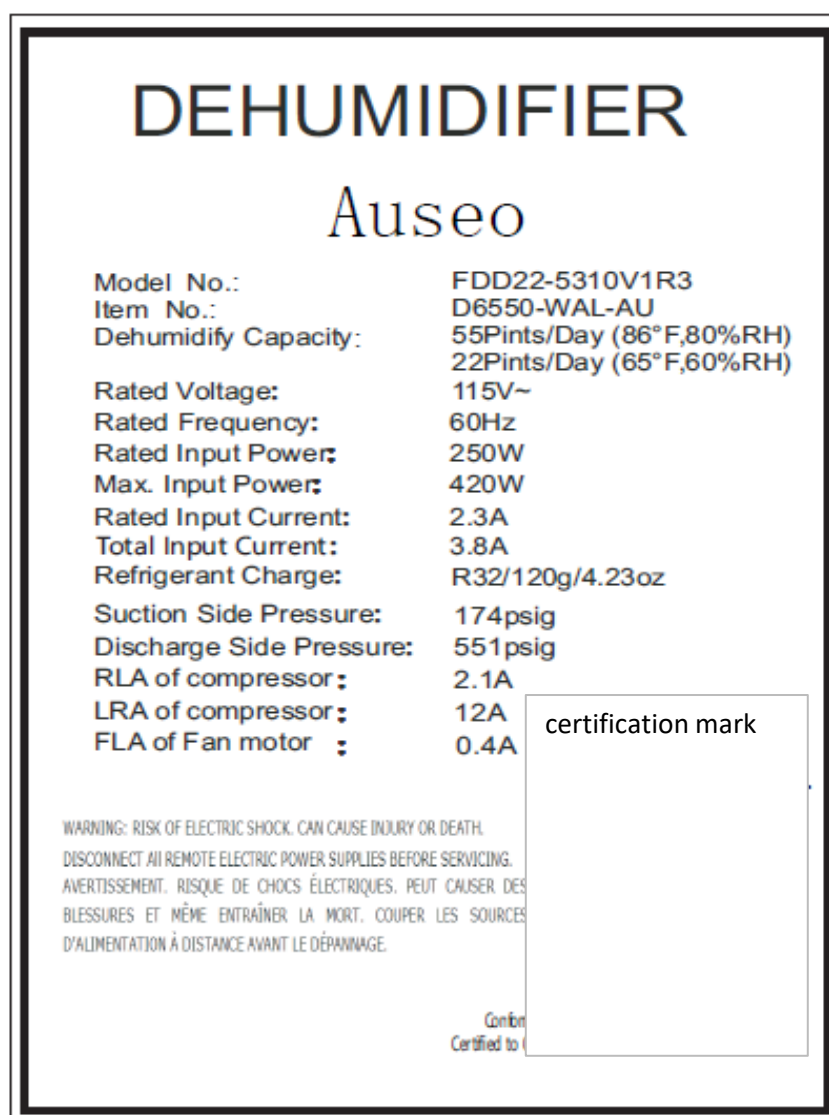 DEHUMIDIFIER
Auseo
Model No.: FDD22-5310V1R3
Item No.: D6550-WAL-AU
Dehumidify Capacity: 55Pints/Day (86°F,80%RH)
22Pints/Day (65°F,60%RH)
Rated Voltage: 115V~
Rated Frequency: 60Hz
Rated Input Power: 250W
Max. Input Power: 420W
Rated Input Current: 2.3A
Total Input Current: 3.8A
Refrigerant Charge: R32/120g/4.23oz
Suction Side Pressure: 174psig
Discharge Side Pressure: 551psig
RLA of compressor: 2.1A
LRA of compressor: 12A
FLA of Fan motor : 0.4A
certification mark
WARNING: RISK OF ELECTRIC SHOCK. CAN CAUSE INJURY OR DEATH.
DISCONNECT All REMOTE ELECTRIC POWER SUPPLIES BEFORE SERVICING.
AVERTISSEMENT. RISQUE DE CHOCS ÉLECTRIQUES. PEUT CAUSER DES
BLESSURES ET MÊME ENTRAÎNER LA MORT. COUPER LES SOURCES
D'ALIMENTATION À DISTANCE AVANT LE DÉPANNAGE.
Certified to